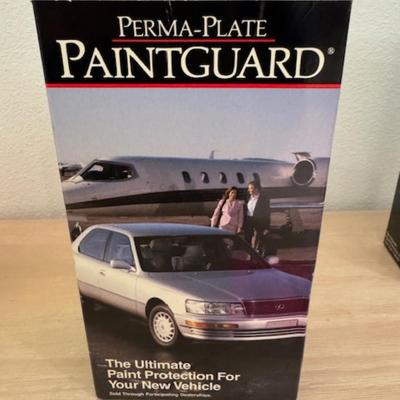 PERMA-PLATE
PAINTGUARD®
The Ultimate
Paint Protection For
Your New Vehicle
Sold Through Participating Dealerships.